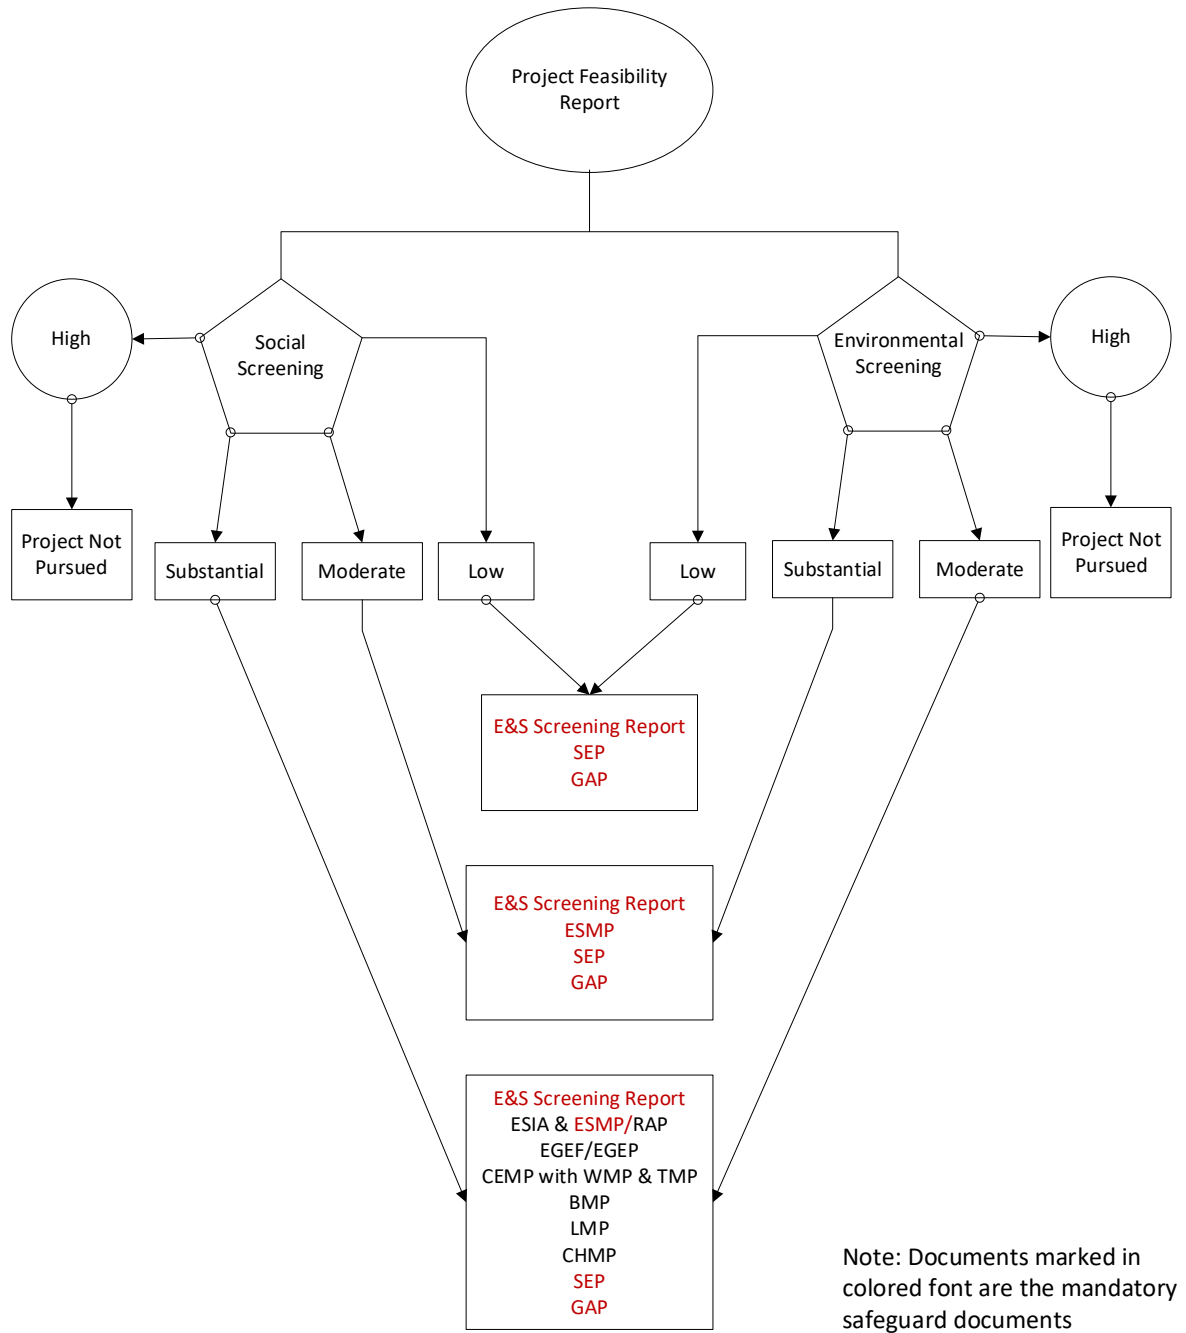 Project Feasibility
Report
High
Social
Screening
Environmental
Screening
High
Project Not
Pursued
Substantial
Moderate
Low
Low
Substantial
Moderate
Project Not
Pursued
E&S Screening Report
SEP
GAP
E&S Screening Report
ESMP
SEP
GAP
E&S Screening Report
ESIA & ESMP/RAP
EGEF/EGEP
CEMP with WMP & TMP
BMP
LMP
CHMP
SEP
GAP
Note: Documents marked in
colored font are the mandatory
safeguard documents